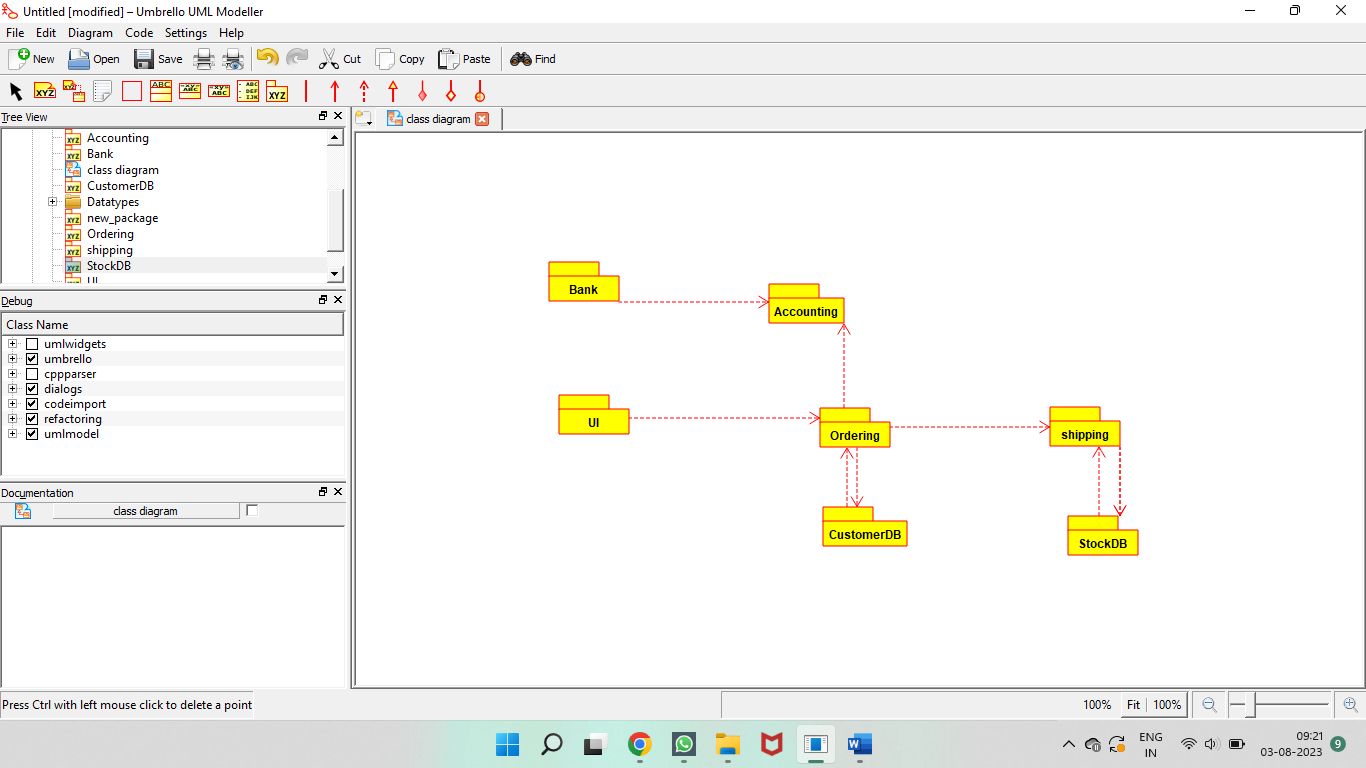 Untitled [modified] – Umbrello UML Modeller
File Edit Diagram Code Settings Help
New Open Save Cut Copy Paste Find
Tree View
class diagram
Accounting
Bank
class diagram
CustomerDB
Datatypes
new_package
Ordering
shipping
StockDB
UI
Debug
Class Name
umlwidgets
umbrello
cppparser
dialogs
codeimport
refactoring
umlmodel
Documentation
class diagram
Bank
Accounting
UI
Ordering
shipping
CustomerDB
StockDB
Press Ctrl with left mouse click to delete a point
100% Fit 100%
ENG
IN
09:21
03-08-2023
9